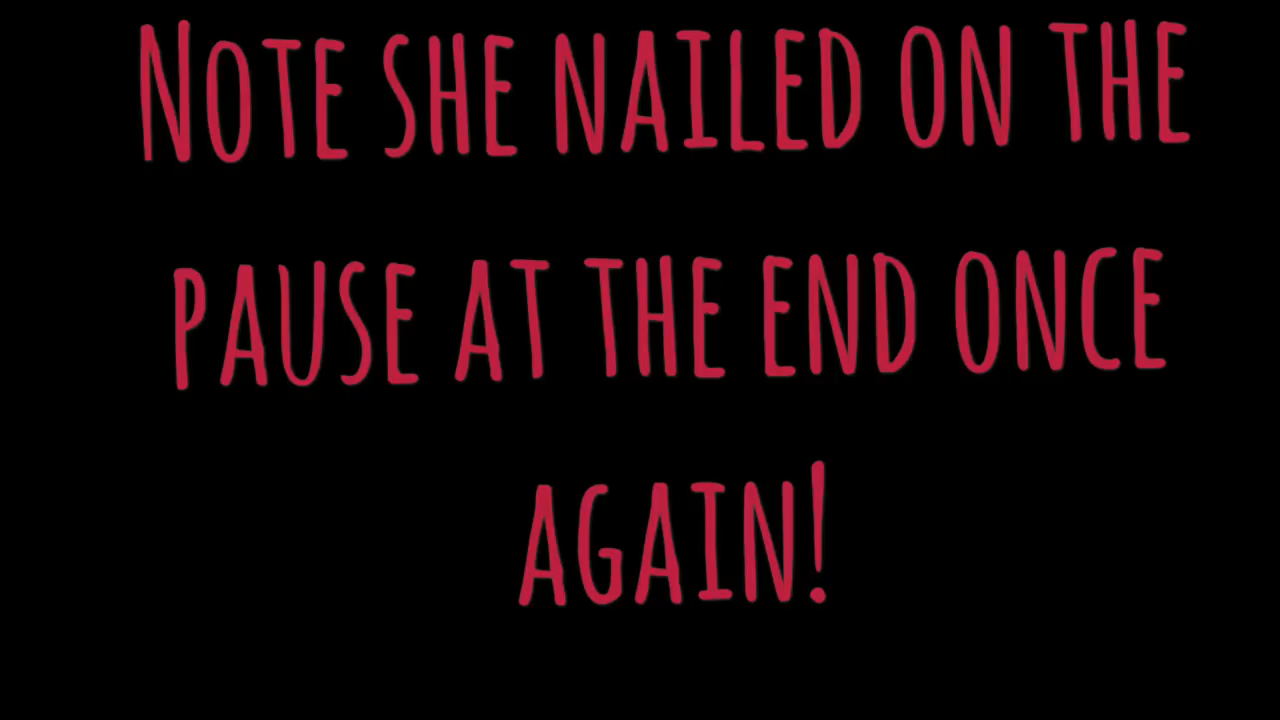 Note she nailed on the
pause at the end once
again!